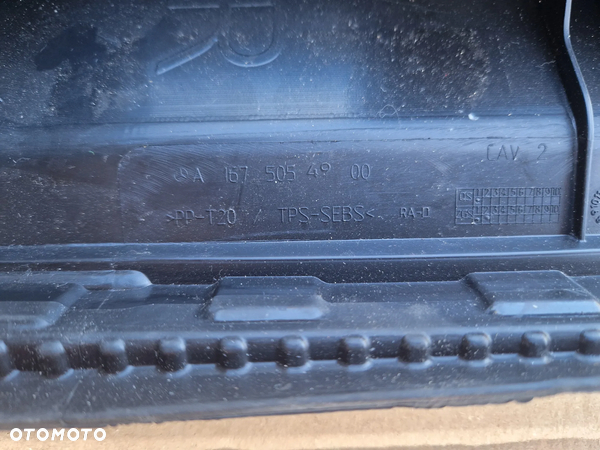 R
CAV 2
A 167 505 49 00
>PP-T20 / TPS-SEBS< RA-D
OTOMOTO